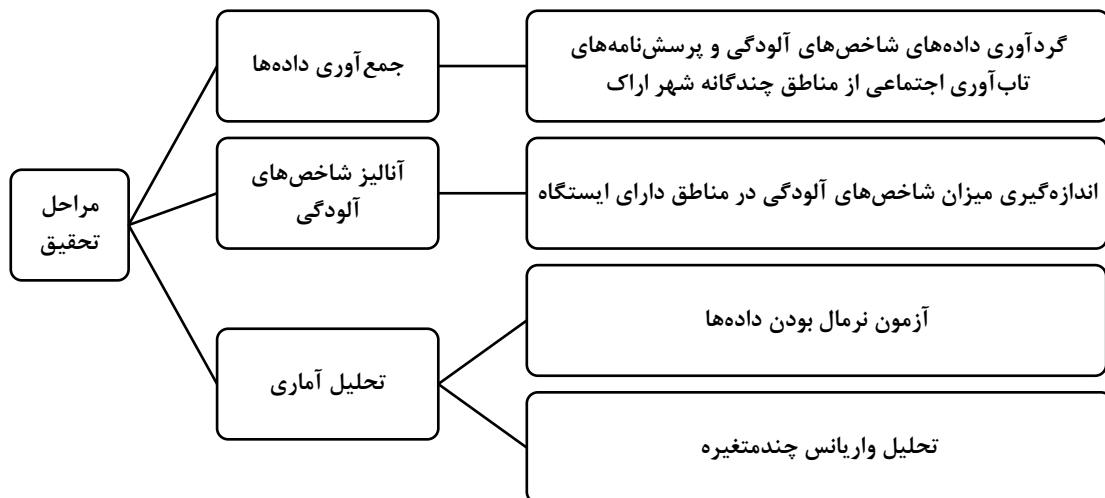 مراحل
تحقیق
جمع‌آوری داده‌ها
گردآوری داده‌های شاخص‌های آلودگی و پرسش‌نامه‌های
تاب‌آوری اجتماعی از مناطق چندگانه شهر اراک
آنالیز شاخص‌های
آلودگی
اندازه‌گیری میزان شاخص‌های آلودگی در مناطق دارای ایستگاه
تحلیل آماری
آزمون نرمال بودن داده‌ها
تحلیل واریانس چندمتغیره